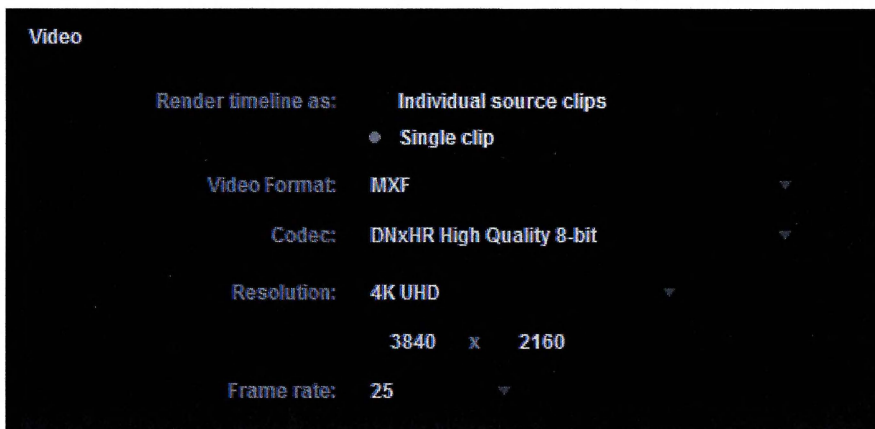 Video
Render timeline as: Individual source clips
Single clip
Video Format: MXF
Codec: DNxHR High Quality 8-bit
Resolution: 4K UHD
3840 x 2160
Frame rate: 25